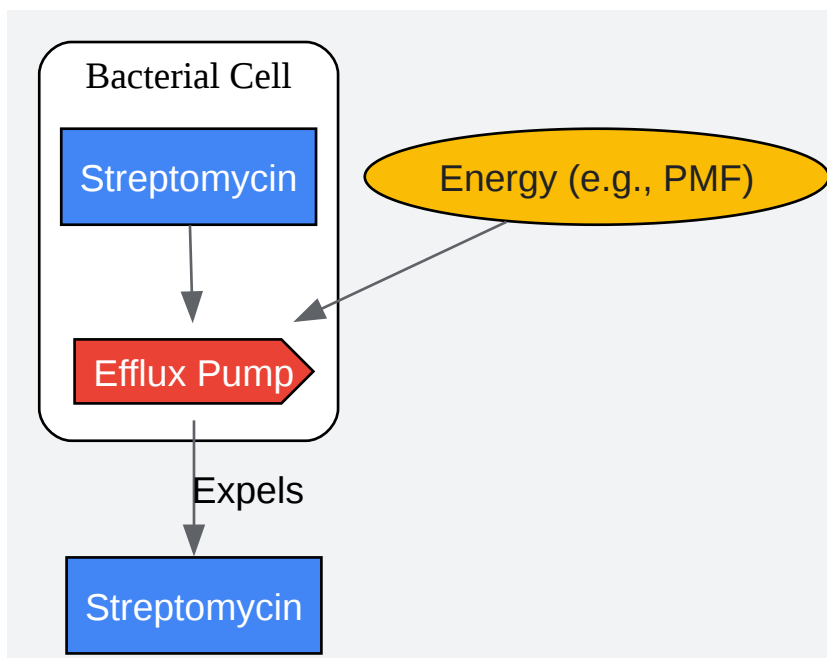 Bacterial Cell
Streptomycin
Energy (e.g., PMF)
Efflux Pump
Expels
Streptomycin